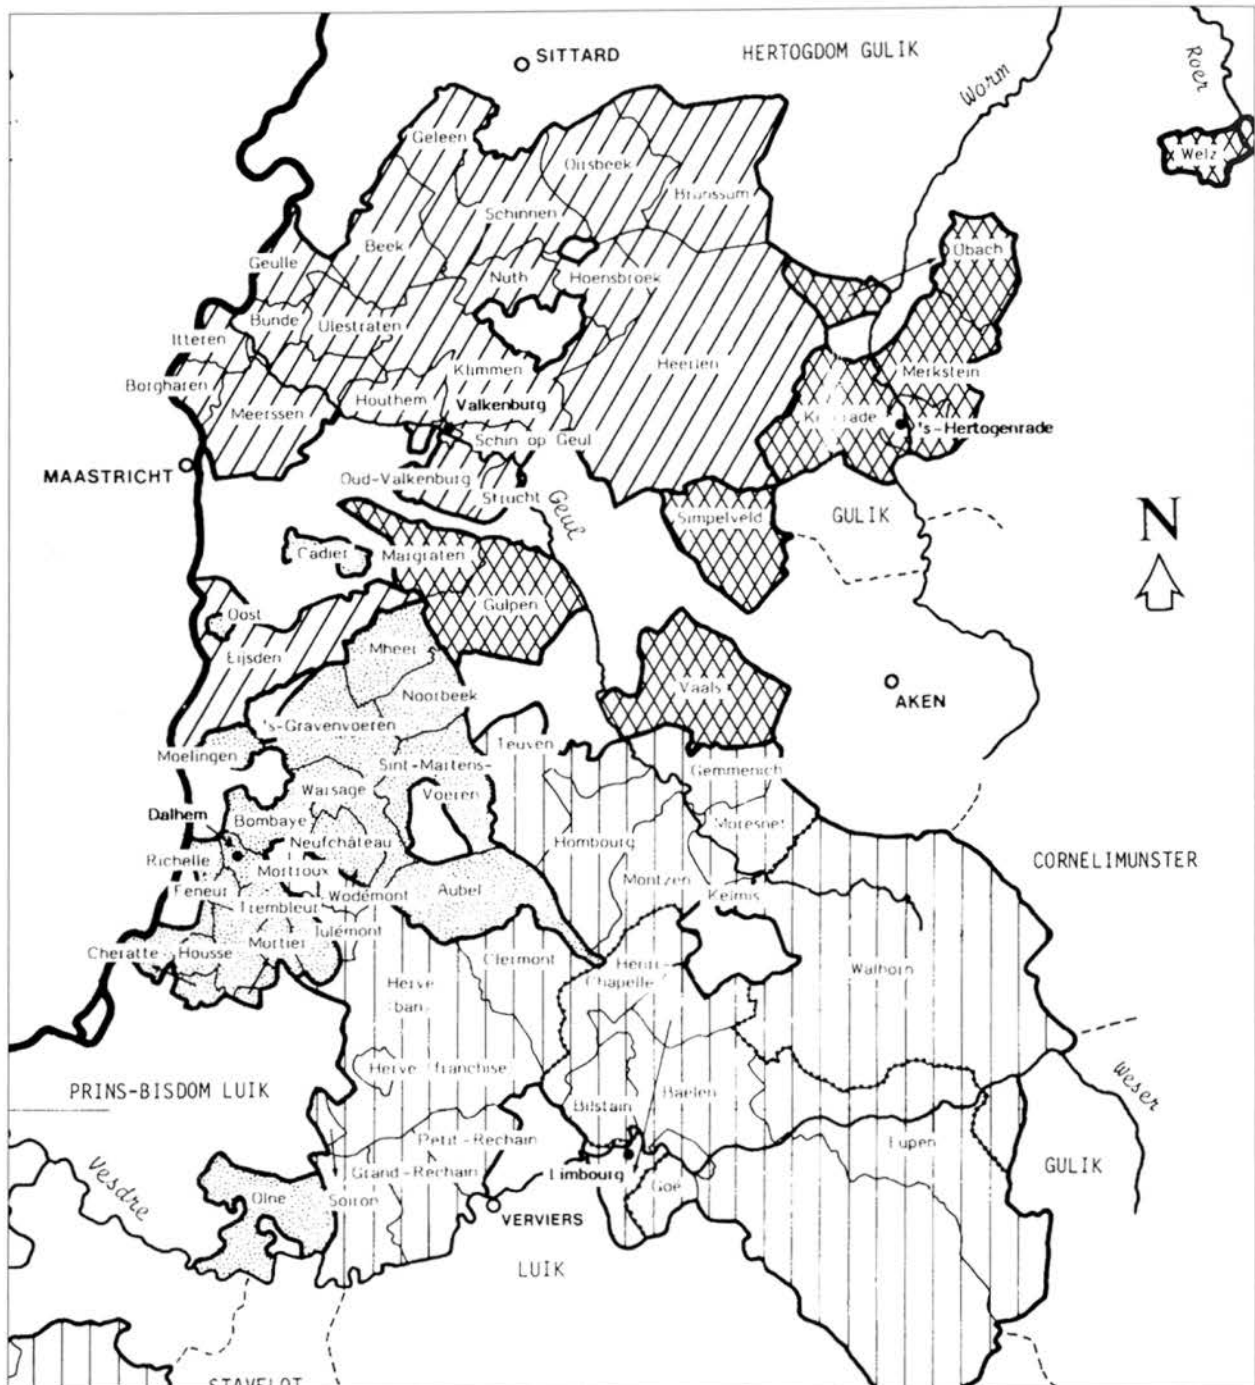 SITTARD
HERTOGDOM GULIK
Worm
Roer
Welz
Geleen
Oirsbeek
Brunssum
Schinnen
Übach
Beek
Geulle
Nuth
Hoensbroek
Bunde
Ulestraten
Itteren
Klimmen
Heerlen
Merkstein
Borgharen
Houthem
Valkenburg
Meerssen
Kerkrade
's-Hertogenrade
Schin op Geul
MAASTRICHT
Oud-Valkenburg
Strucht
Geul
Simpelveld
GULIK
N
Cadier
Margraten
Gulpen
Oost
Eijsden
Mheer
Vaals
AKEN
Noorbeek
's-Gravenvoeren
Teuven
Moelingen
Sint-Martens-
Voeren
Gemmenich
Warsage
Dalhem
Bombaye
Moresnet
Neufchâteau
Hombourg
Richelle
Mortroux
CORNELIMUNSTER
Feneur
Wodémont
Aubel
Montzen
Kelmis
Trembleur
Julémont
Cheratte
Housse
Mortier
Clermont
Henri-
Chapelle
Walhorn
Herve
(ban)
Herve (franchise)
PRINS-BISDOM LUIK
Weser
Baelen
Bilstain
Petit-Rechain
Eupen
Vesdre
Grand-Rechain
Limbourg
GULIK
Olne
Soiron
Goé
VERVIERS
LUIK
STAVELOT